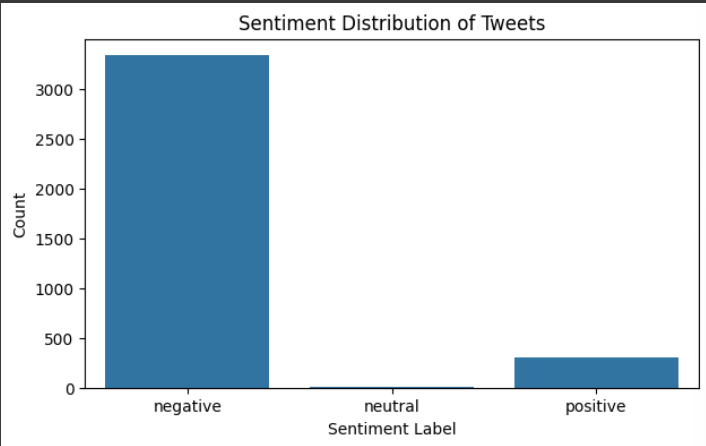 Sentiment Distribution of Tweets
3000
2500
2000
1500
1000
500
0
Count
negative neutral positive
Sentiment Label